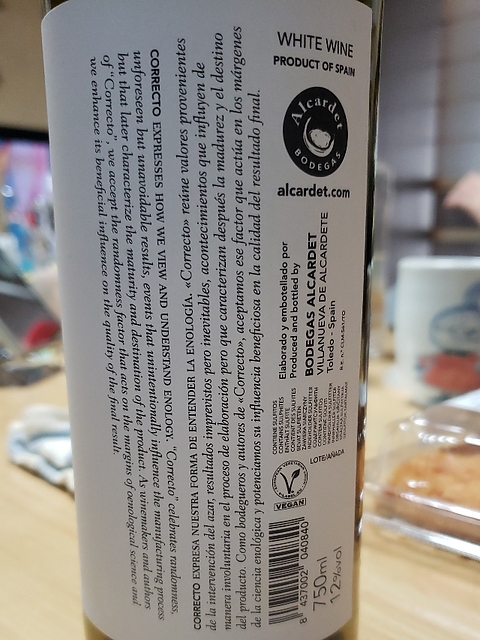 WHITE WINE
PRODUCT OF SPAIN
Alcardet
BODEGAS
alcardet.com
CORRECTO EXPRESSES HOW WE VIEW AND UNDERSTAND ENOLOGY. "Correcto" celebrates randomness,
unforeseen but unavoidable results, events that unintentionally influence the manufacturing process
but that later characterize the maturity and destination of the product. As winemakers and authors
of "Correcto", we accept the randomness factor that acts on the margins of oenological science and
we enhance its beneficial influence on the quality of the final result.
CORRECTO EXPRESA NUESTRA FORMA DE ENTENDER LA ENOLOGÍA. «Correcto» reúne valores provenientes
de la intervención del azar, resultados imprevistos pero inevitables, acontecimientos que influyen de
manera involuntaria en el proceso de elaboración pero que caracterizan después la madurez y el destino
del producto. Como bodegueros y autores de «Correcto», aceptamos ese factor que actúa en los márgenes
de la ciencia enológica y potenciamos su influencia beneficiosa en la calidad del resultado final.
Elaborado y embotellado por
Produced and bottled by
BODEGAS ALCARDET
VILLANUEVA DE ALCARDETE
Toledo - Spain
CONTIENE SULFITOS
CONTAINS SULPHITES
LOTE/AÑADA
VEGAN
8 437002 040840
750ml
12%vol